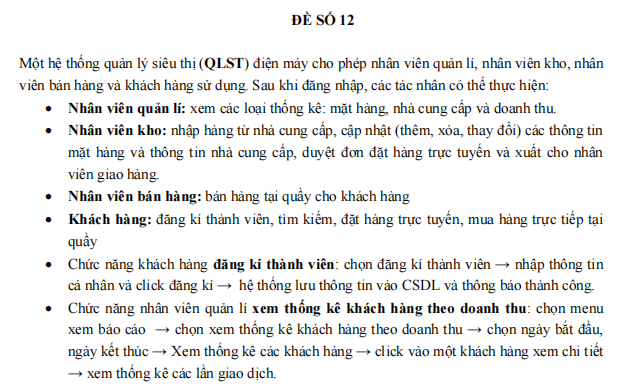 ĐỀ SỐ 12
Một hệ thống quản lý siêu thị (QLST) điện máy cho phép nhân viên quản lí, nhân viên kho, nhân
viên bán hàng và khách hàng sử dụng. Sau khi đăng nhập, các tác nhân có thể thực hiện:
• Nhân viên quản lí: xem các loại thống kê: mặt hàng, nhà cung cấp và doanh thu.
• Nhân viên kho: nhập hàng từ nhà cung cấp, cập nhật (thêm, xóa, thay đổi) các thông tin
mặt hàng và thông tin nhà cung cấp, duyệt đơn đặt hàng trực tuyến và xuất cho nhân
viên giao hàng.
• Nhân viên bán hàng: bán hàng tại quầy cho khách hàng
• Khách hàng: đăng kí thành viên, tìm kiếm, đặt hàng trực tuyến, mua hàng trực tiếp tại
quầy
• Chức năng khách hàng đăng kí thành viên: chọn đăng kí thành viên → nhập thông tin
cá nhân và click đăng kí → hệ thống lưu thông tin vào CSDL và thông báo thành công.
• Chức năng nhân viên quản lí xem thống kê khách hàng theo doanh thu: chọn menu
xem báo cáo → chọn xem thống kê khách hàng theo doanh thu → chọn ngày bắt đầu,
ngày kết thúc → Xem thống kê các khách hàng → click vào một khách hàng xem chi tiết
→ xem thống kê các lần giao dịch.